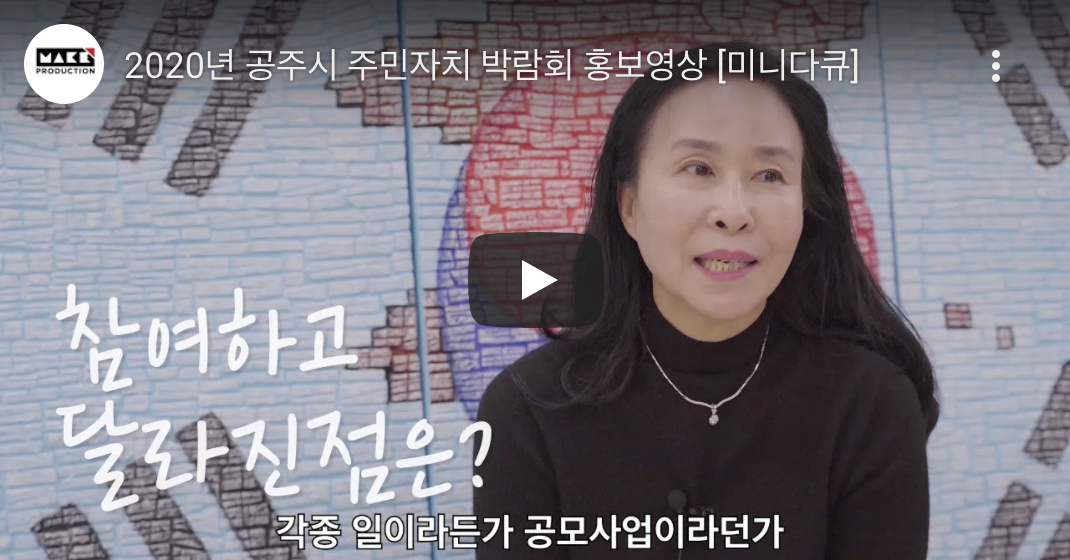 MAKE
PRODUCTION
2020년 공주시 주민자치 박람회 홍보영상 [미니다큐]
참여하고
달라진점은?
각종 일이라든가 공모사업이라던가